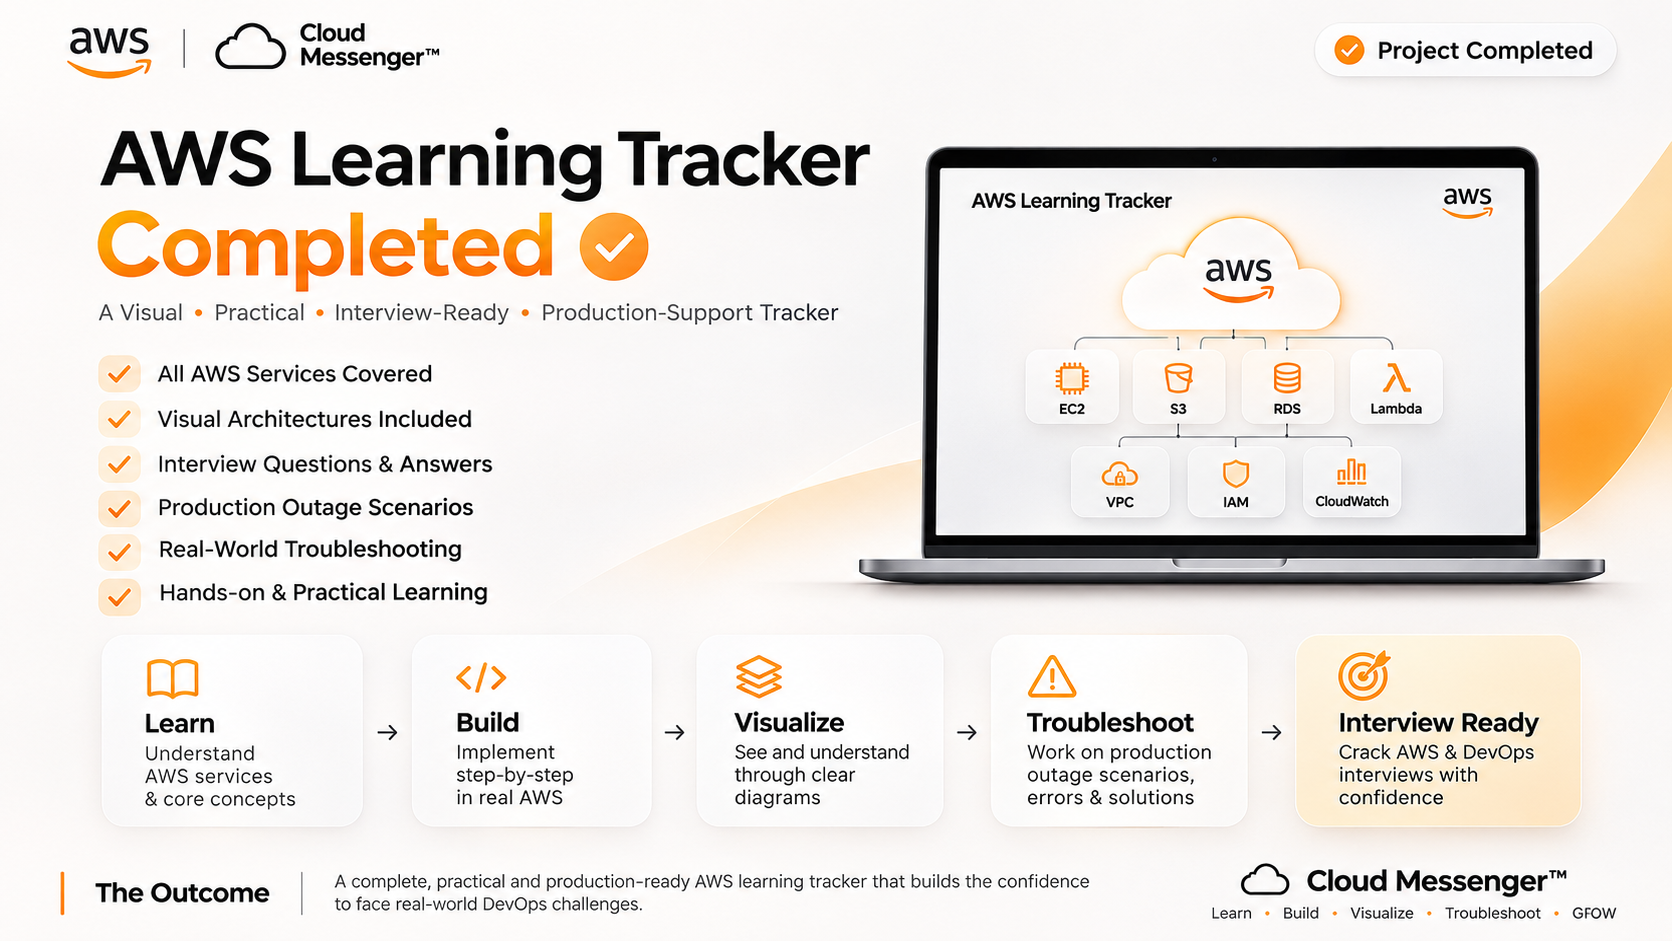 aws
Cloud
Messenger™
Project Completed
AWS Learning Tracker
Completed
A Visual • Practical • Interview-Ready • Production-Support Tracker
All AWS Services Covered
Visual Architectures Included
Interview Questions & Answers
Production Outage Scenarios
Real-World Troubleshooting
Hands-on & Practical Learning
AWS Learning Tracker
aws
aws
EC2
S3
RDS
Lambda
VPC
IAM
CloudWatch
Learn
Understand
AWS services
& core concepts
Build
Implement
step-by-step
in real AWS
Visualize
See and understand
through clear
diagrams
Troubleshoot
Work on production
outage scenarios,
errors & solutions
Interview Ready
Crack AWS & DevOps
interviews with
confidence
The Outcome
A complete, practical and production-ready AWS learning tracker that builds the confidence
to face real-world DevOps challenges.
Cloud Messenger™
Learn • Build • Visualize • Troubleshoot • GFOW